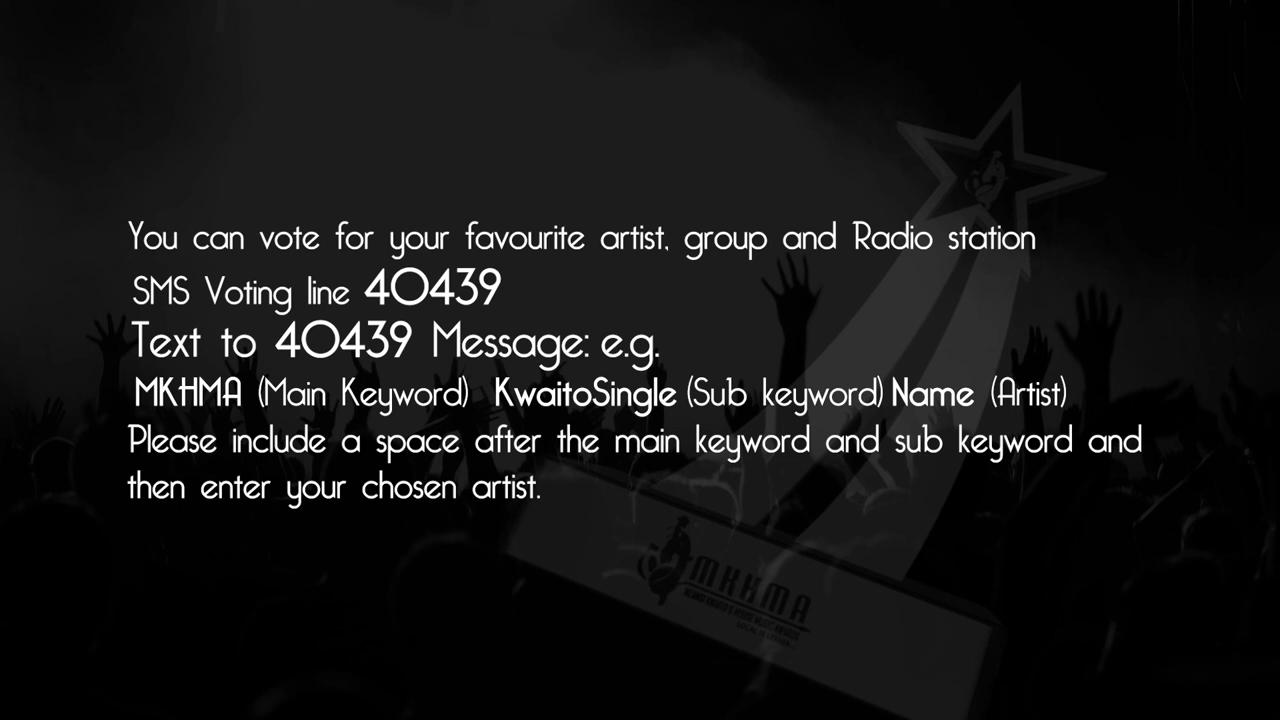 You can vote for your favourite artist, group and Radio station
SMS Voting line 40439
Text to 40439 Message: e.g.
MKHMA (Main Keyword) KwaitoSingle (Sub keyword) Name (Artist)
Please include a space after the main keyword and sub keyword and
then enter your chosen artist.
MKHMA